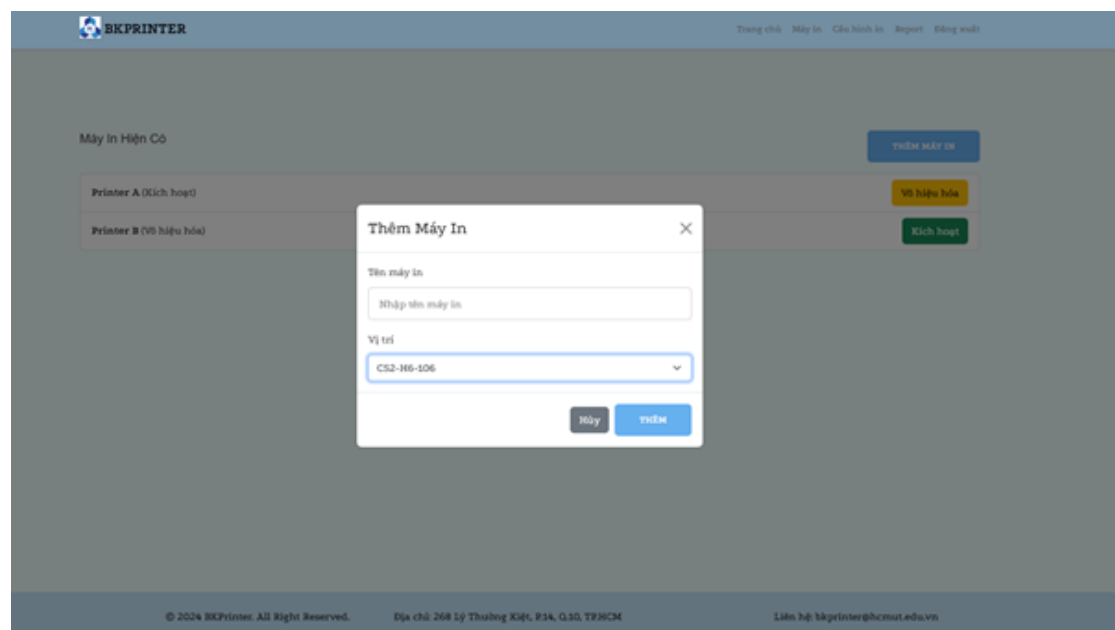 BKPRINTER
Trang chủ Máy in Cấu hình in Report Đăng xuất
Máy In Hiện Có
THÊM MÁY IN
Printer A (Kích hoạt)
Vô hiệu hóa
Printer B (Vô hiệu hóa)
Kích hoạt
Thêm Máy In
Tên máy in
Nhập tên máy in
Vị trí
CS2-H6-106
Hủy
THÊM
© 2024 BKPrinter. All Right Reserved.
Địa chỉ: 268 Lý Thường Kiệt, P.14, Q.10, TP.HCM
Liên hệ: bkprinter@hcmut.edu.vn